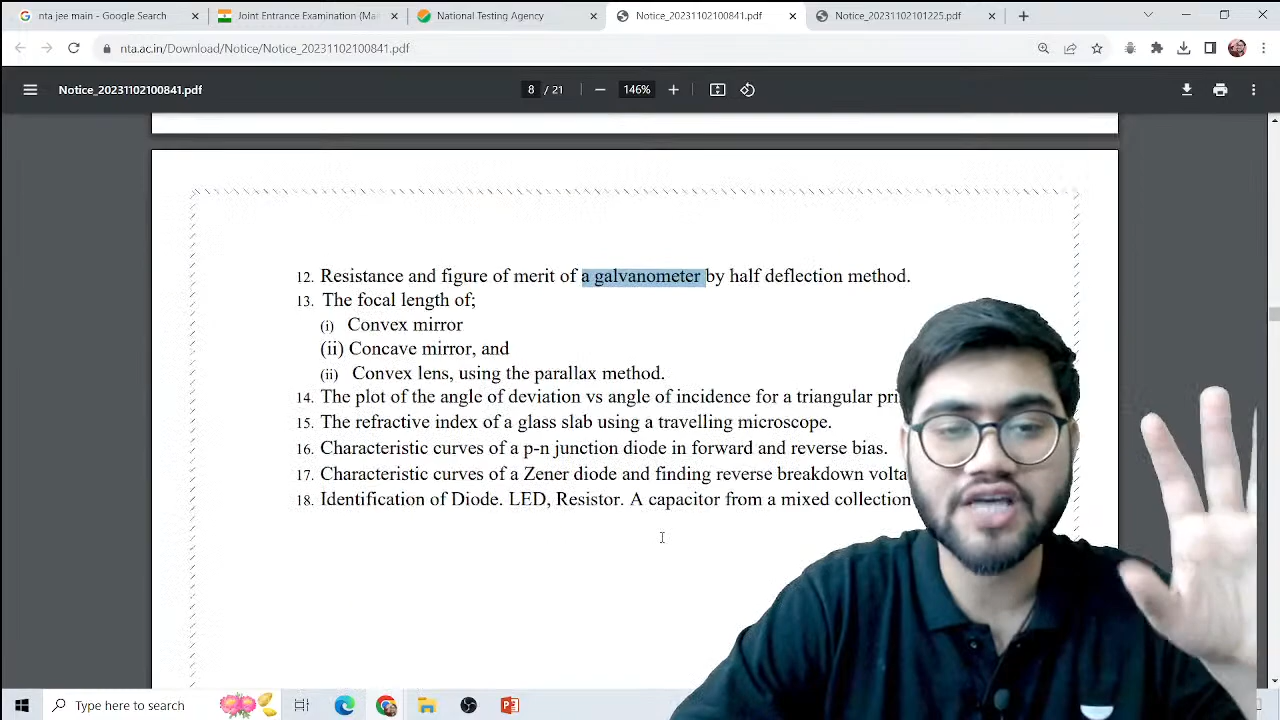 nta jee main - Google Search
Joint Entrance Examination (Mai
National Testing Agency
Notice_20231102100841.pdf
Notice_20231102101225.pdf
nta.ac.in/Download/Notice/Notice_20231102100841.pdf
Notice_20231102100841.pdf
8 / 21
146%
12. Resistance and figure of merit of a galvanometer by half deflection method.
13. The focal length of;
(i) Convex mirror
(ii) Concave mirror, and
(ii) Convex lens, using the parallax method.
14. The plot of the angle of deviation vs angle of incidence for a triangular pri
15. The refractive index of a glass slab using a travelling microscope.
16. Characteristic curves of a p-n junction diode in forward and reverse bias.
17. Characteristic curves of a Zener diode and finding reverse breakdown volta
18. Identification of Diode. LED, Resistor. A capacitor from a mixed collection
Type here to search